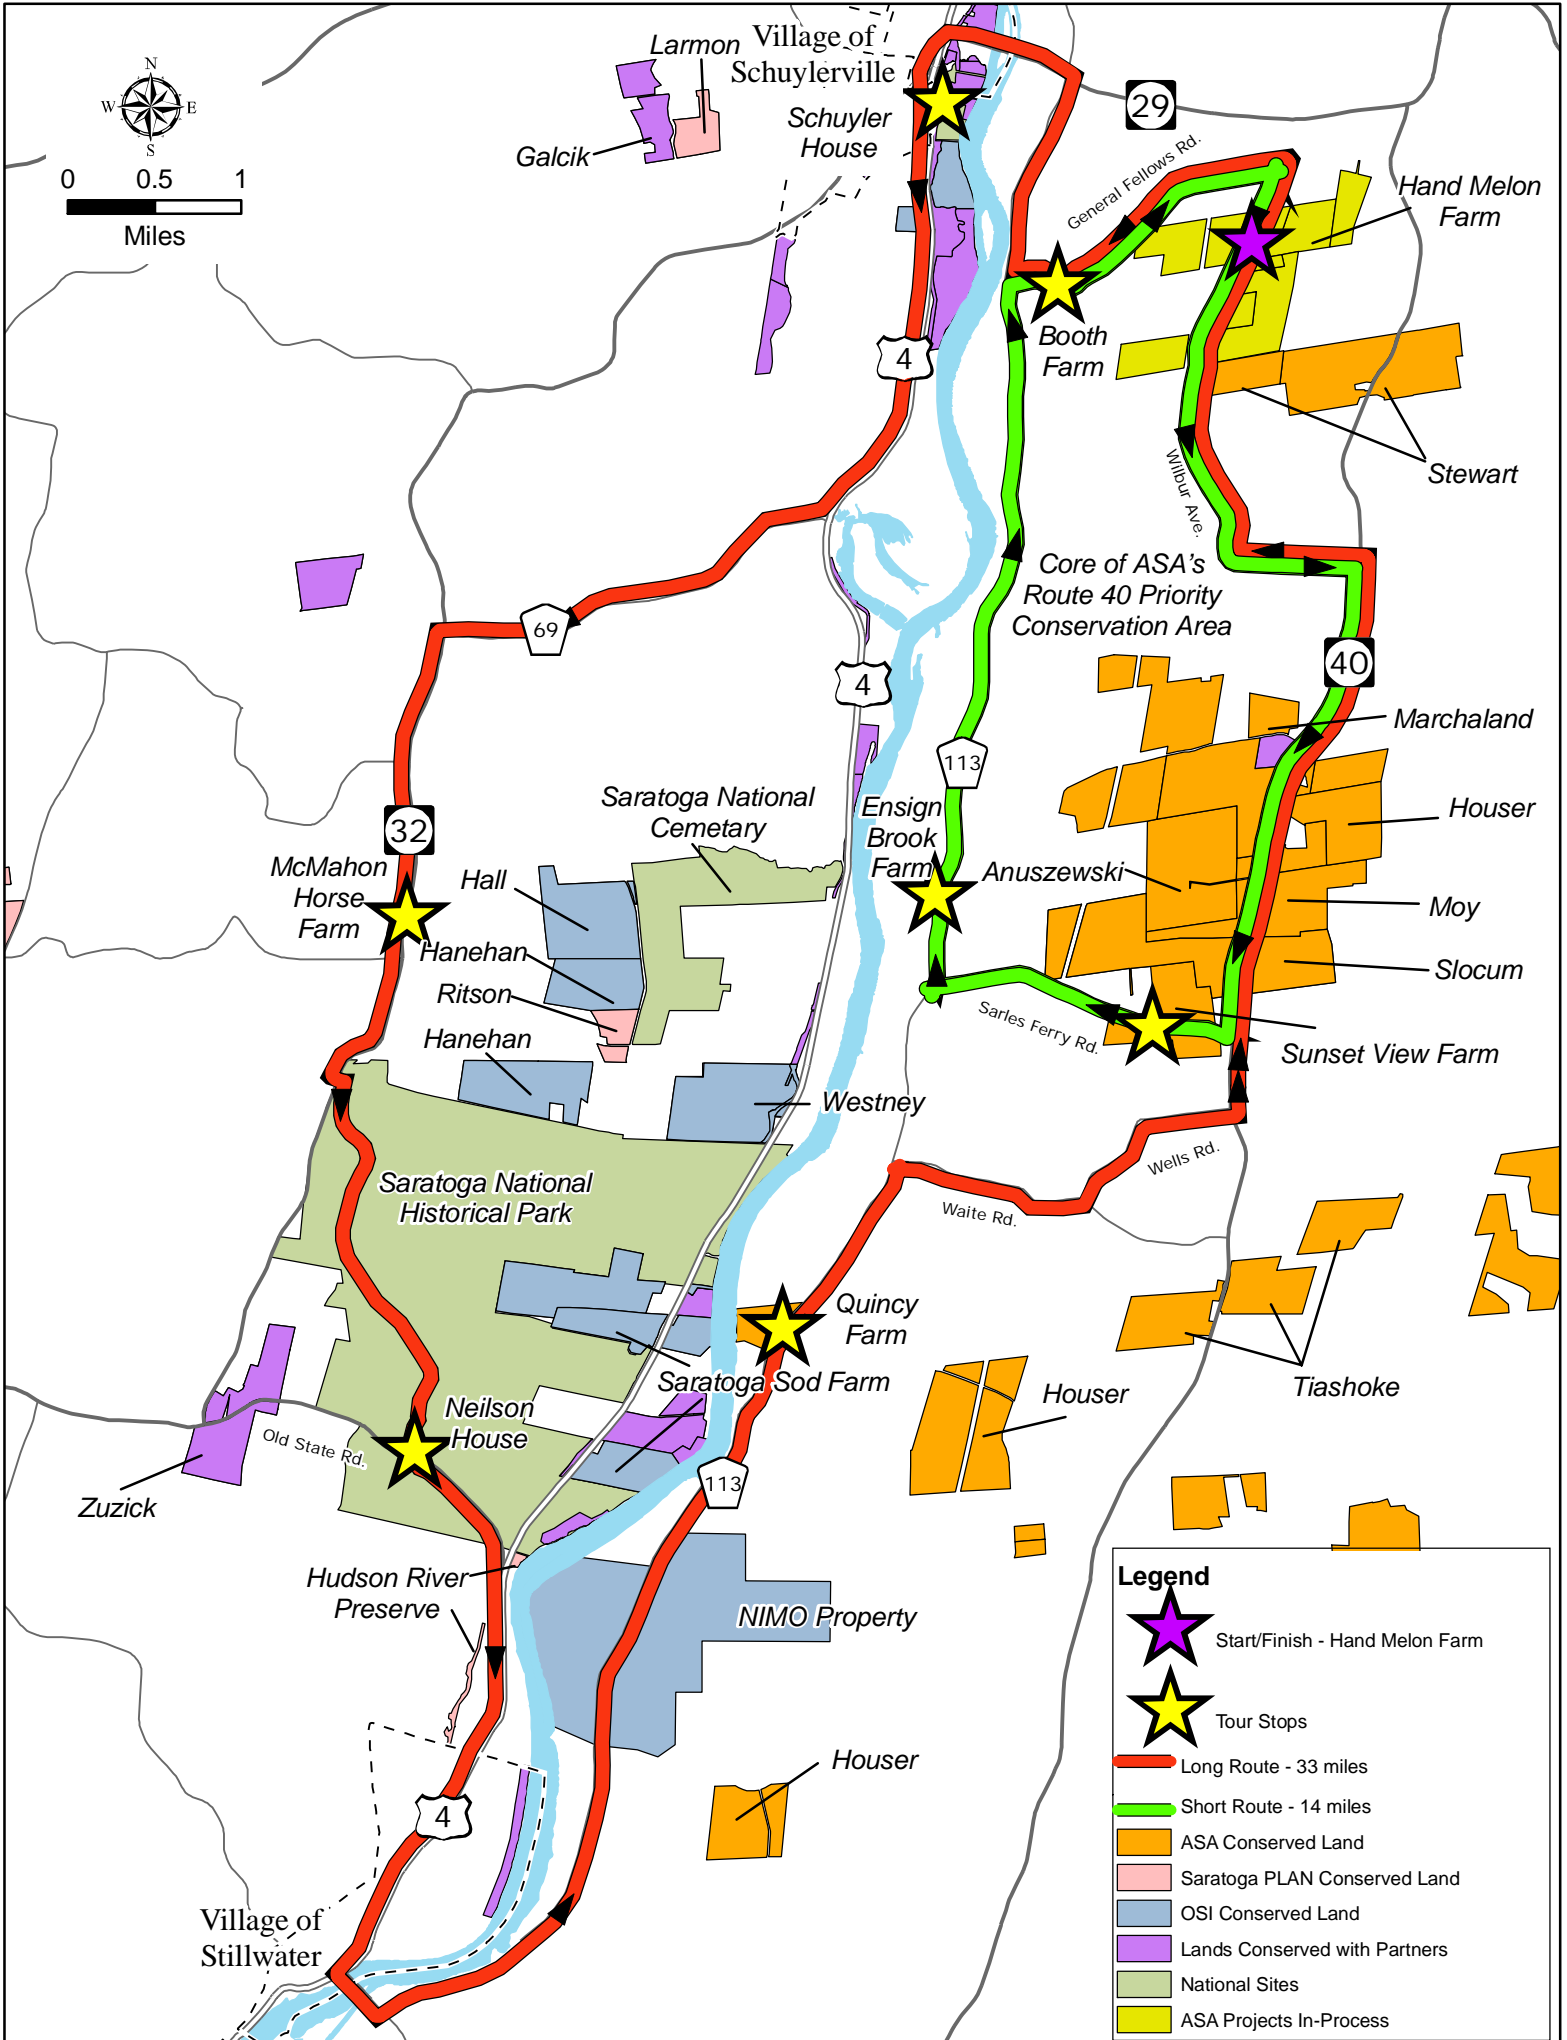 Village of
Schuylerville
Larmon
Galcik
N
W
E
S
0
0.5
1
Miles
Schuyler
House
29
General Fellows Rd.
Hand Melon
Farm
Booth
Farm
4
Stewart
Wilbur Ave.
Core of ASA's
Route 40 Priority
Conservation Area
69
4
40
Marchaland
113
Saratoga National
Cemetary
Ensign
Brook
Farm
Houser
32
McMahon
Horse
Farm
Hall
Anuszewski
Moy
Hanehan
Slocum
Ritson
Hanehan
Sarles Ferry Rd.
Sunset View Farm
Westney
Wells Rd.
Saratoga National
Historical Park
Waite Rd.
Quincy
Farm
Saratoga Sod Farm
Houser
Tiashoke
Neilson
House
Old State Rd.
Zuzick
113
Hudson River
Preserve
NIMO Property
Houser
4
Village of
Stillwater
Legend
Start/Finish - Hand Melon Farm
Tour Stops
Long Route - 33 miles
Short Route - 14 miles
ASA Conserved Land
Saratoga PLAN Conserved Land
OSI Conserved Land
Lands Conserved with Partners
National Sites
ASA Projects In-Process